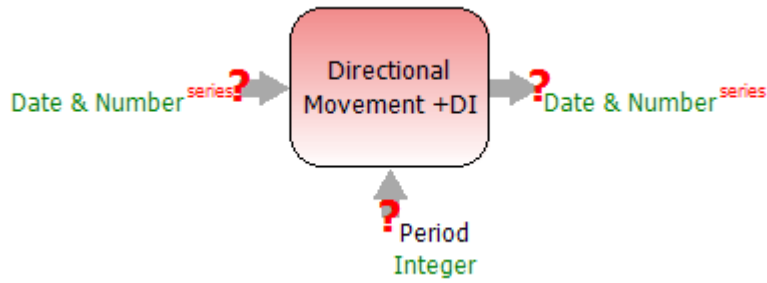 Directional
Movement +DI
? ?
Date & Number series Date & Number series
? Period
Integer